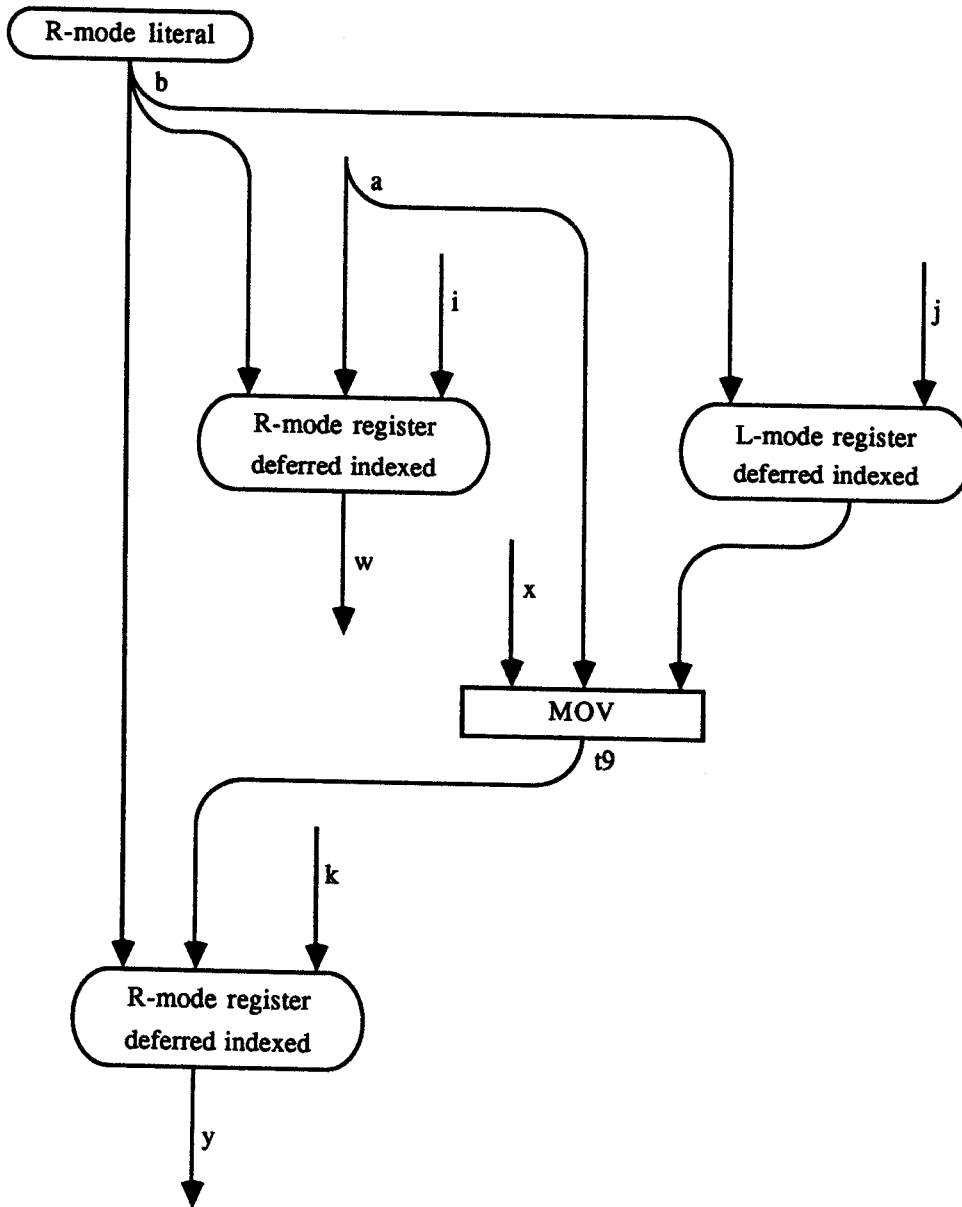 R-mode literal
b
a
i
j
R-mode register
deferred indexed
L-mode register
deferred indexed
w
x
MOV
t9
k
R-mode register
deferred indexed
y